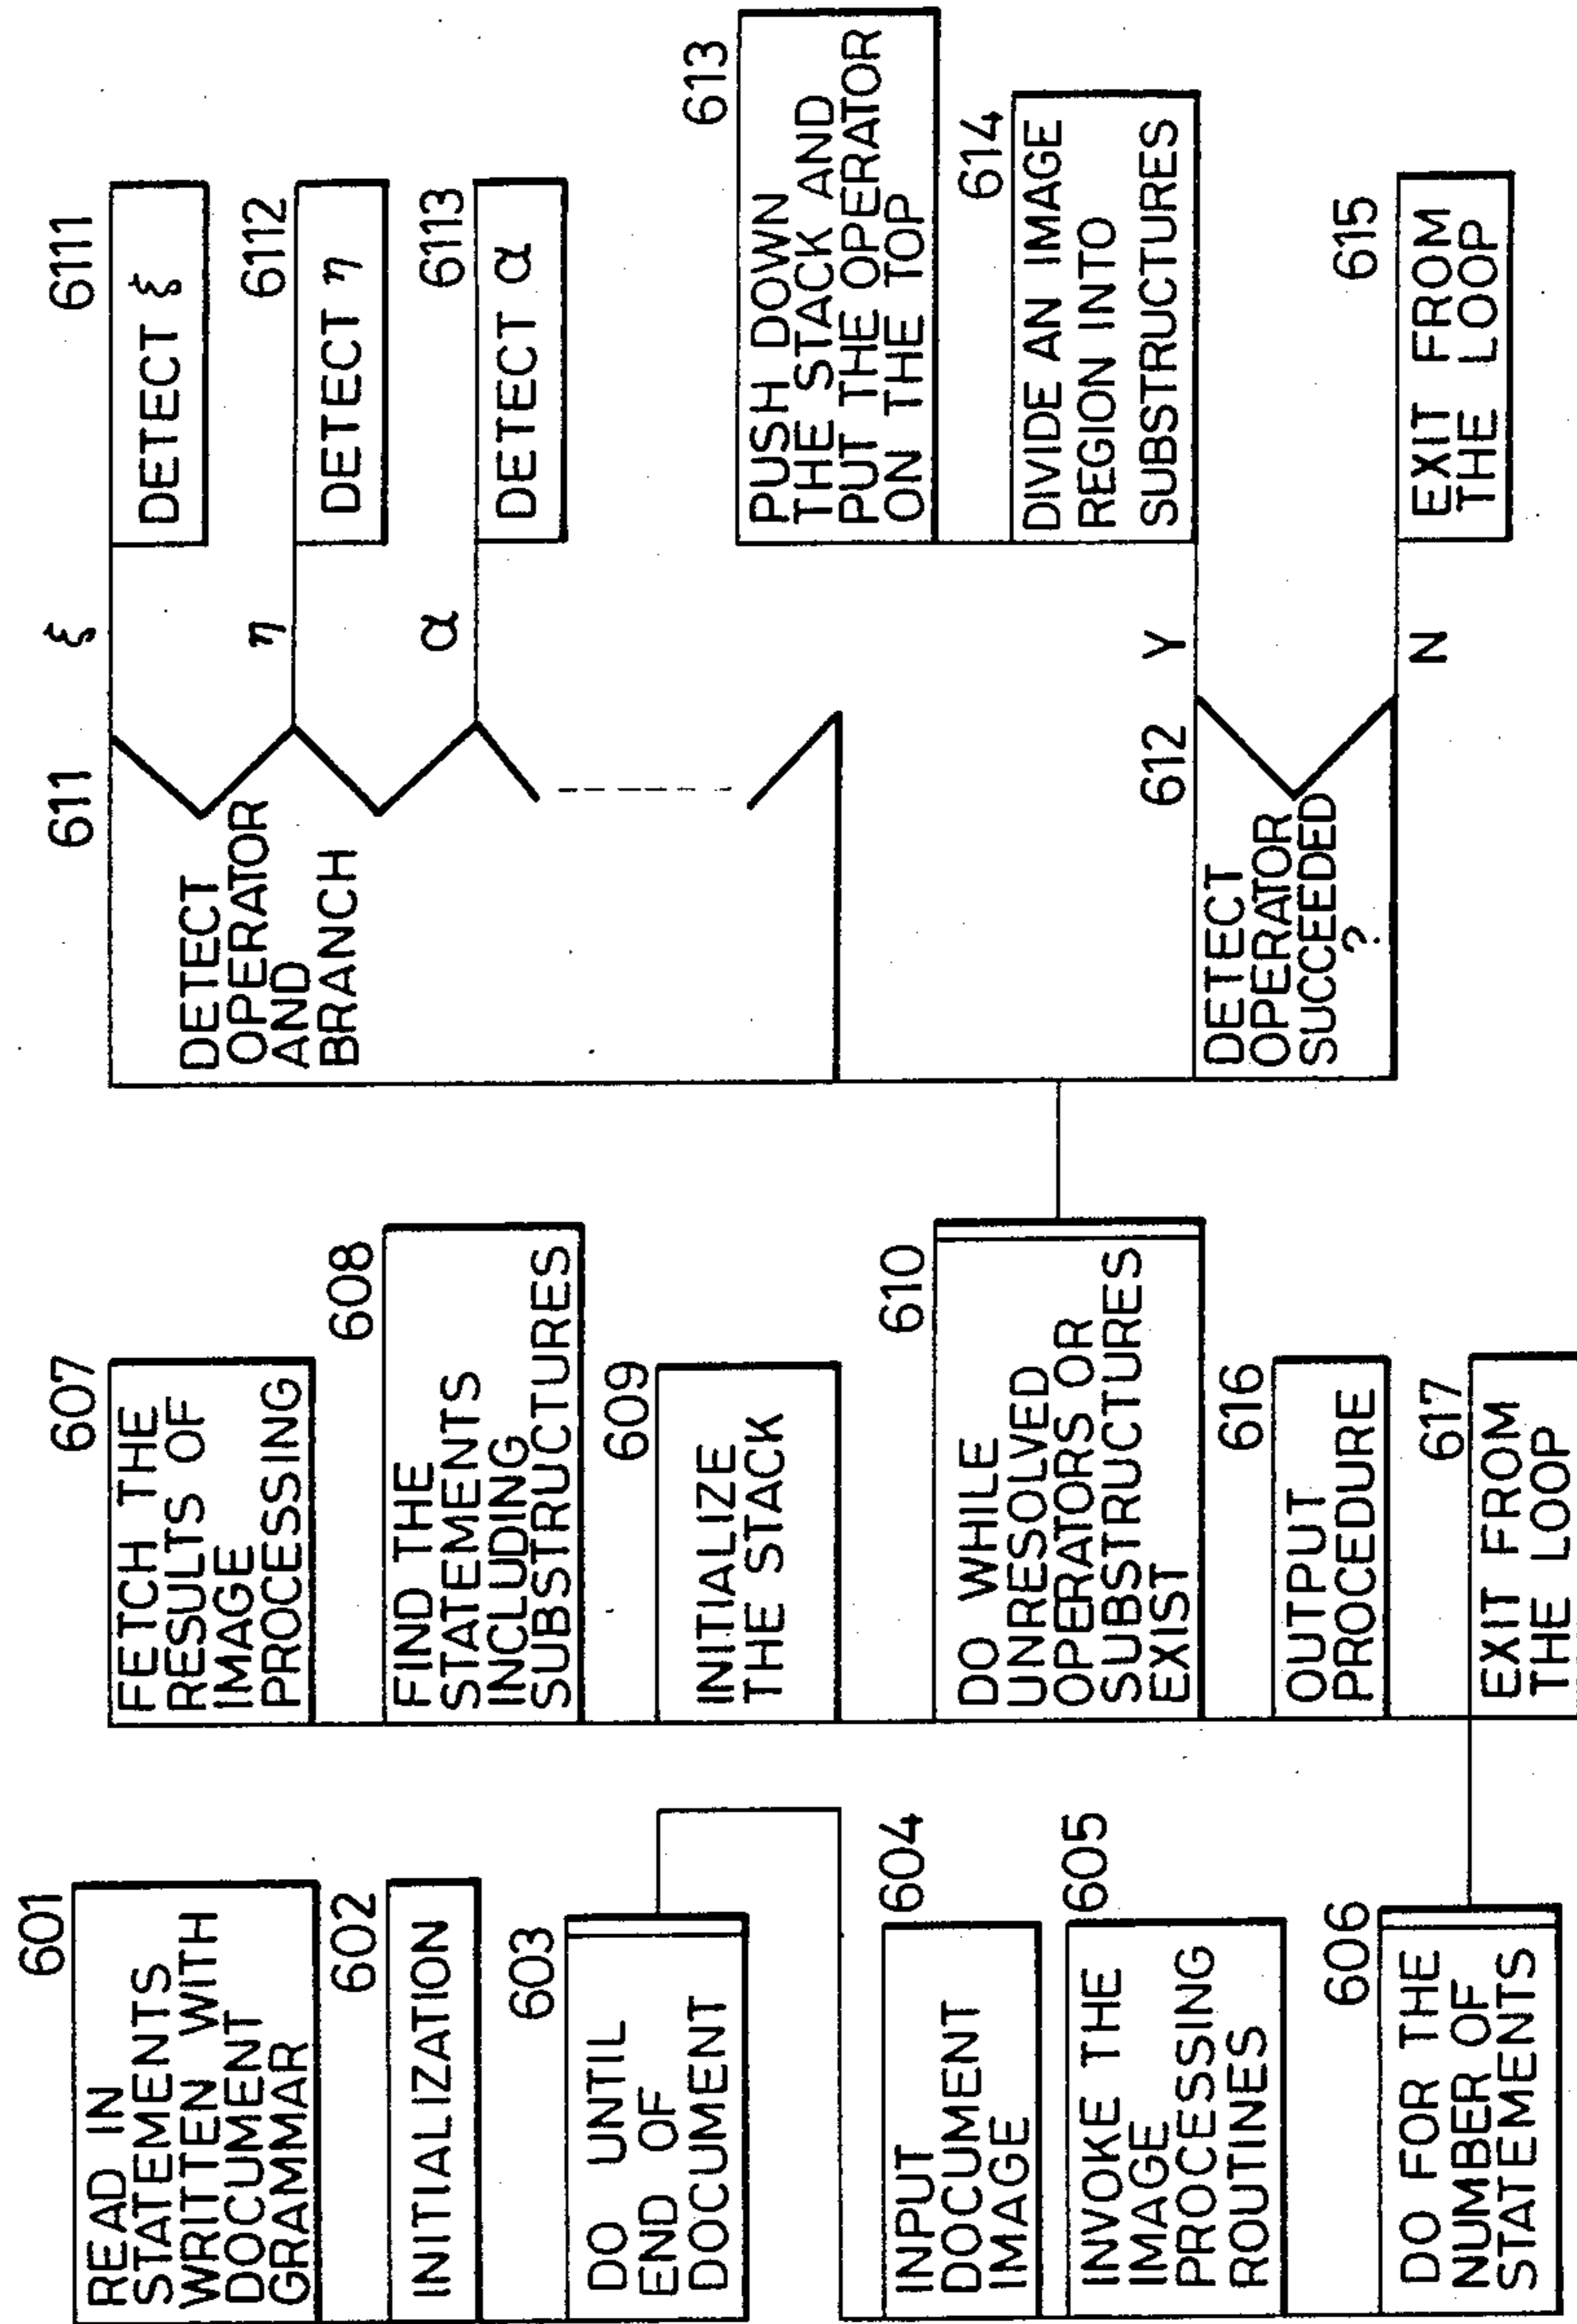 601
READ IN
STATEMENTS
WRITTEN WITH
DOCUMENT
GRAMMAR
602
INITIALIZATION
603
DO UNTIL
END OF
DOCUMENT
604
INPUT
DOCUMENT
IMAGE
605
INVOKE THE
IMAGE
PROCESSING
ROUTINES
606
DO FOR THE
NUMBER OF
STATEMENTS
607
FETCH THE
RESULTS OF
IMAGE
PROCESSING
608
FIND THE
STATEMENTS
INCLUDING
SUBSTRUCTURES
609
INITIALIZE
THE STACK
610
DO WHILE
UNRESOLVED
OPERATORS OR
SUBSTRUCTURES
EXIST
616
OUTPUT
PROCEDURE
617
EXIT FROM
THE LOOP
611
DETECT
OPERATOR
AND
BRANCH
ξ
6111
DETECT ξ
η
6112
DETECT η
α
6113
DETECT α
612
DETECT
OPERATOR
SUCCEEDED
?
Y
613
PUSH DOWN
THE STACK AND
PUT THE OPERATOR
ON THE TOP
614
DIVIDE AN IMAGE
REGION INTO
SUBSTRUCTURES
N
615
EXIT FROM
THE LOOP